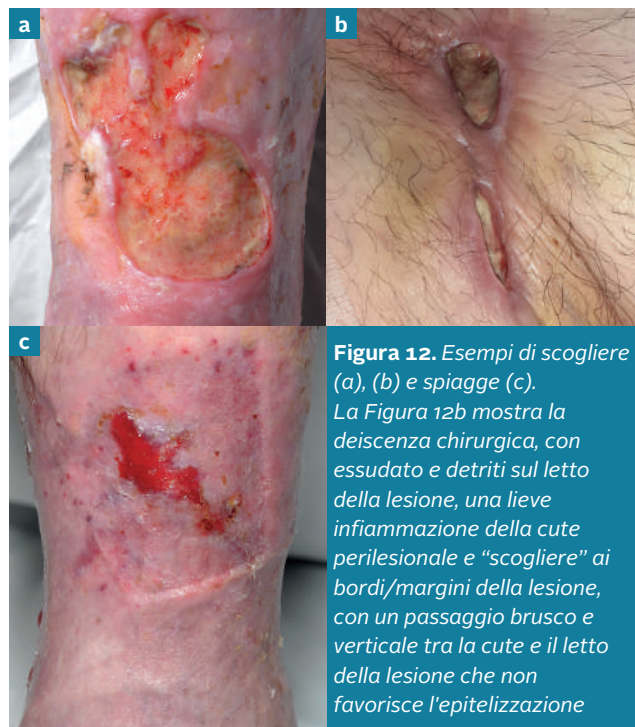 a
b
c
Figura 12. Esempi di scogliere
(a), (b) e spiagge (c).
La Figura 12b mostra la
deiscenza chirurgica, con
essudato e detriti sul letto
della lesione, una lieve
infiammazione della cute
perilesionale e “scogliere” ai
bordi/margini della lesione,
con un passaggio brusco e
verticale tra la cute e il letto
della lesione che non
favorisce l'epitelizzazione